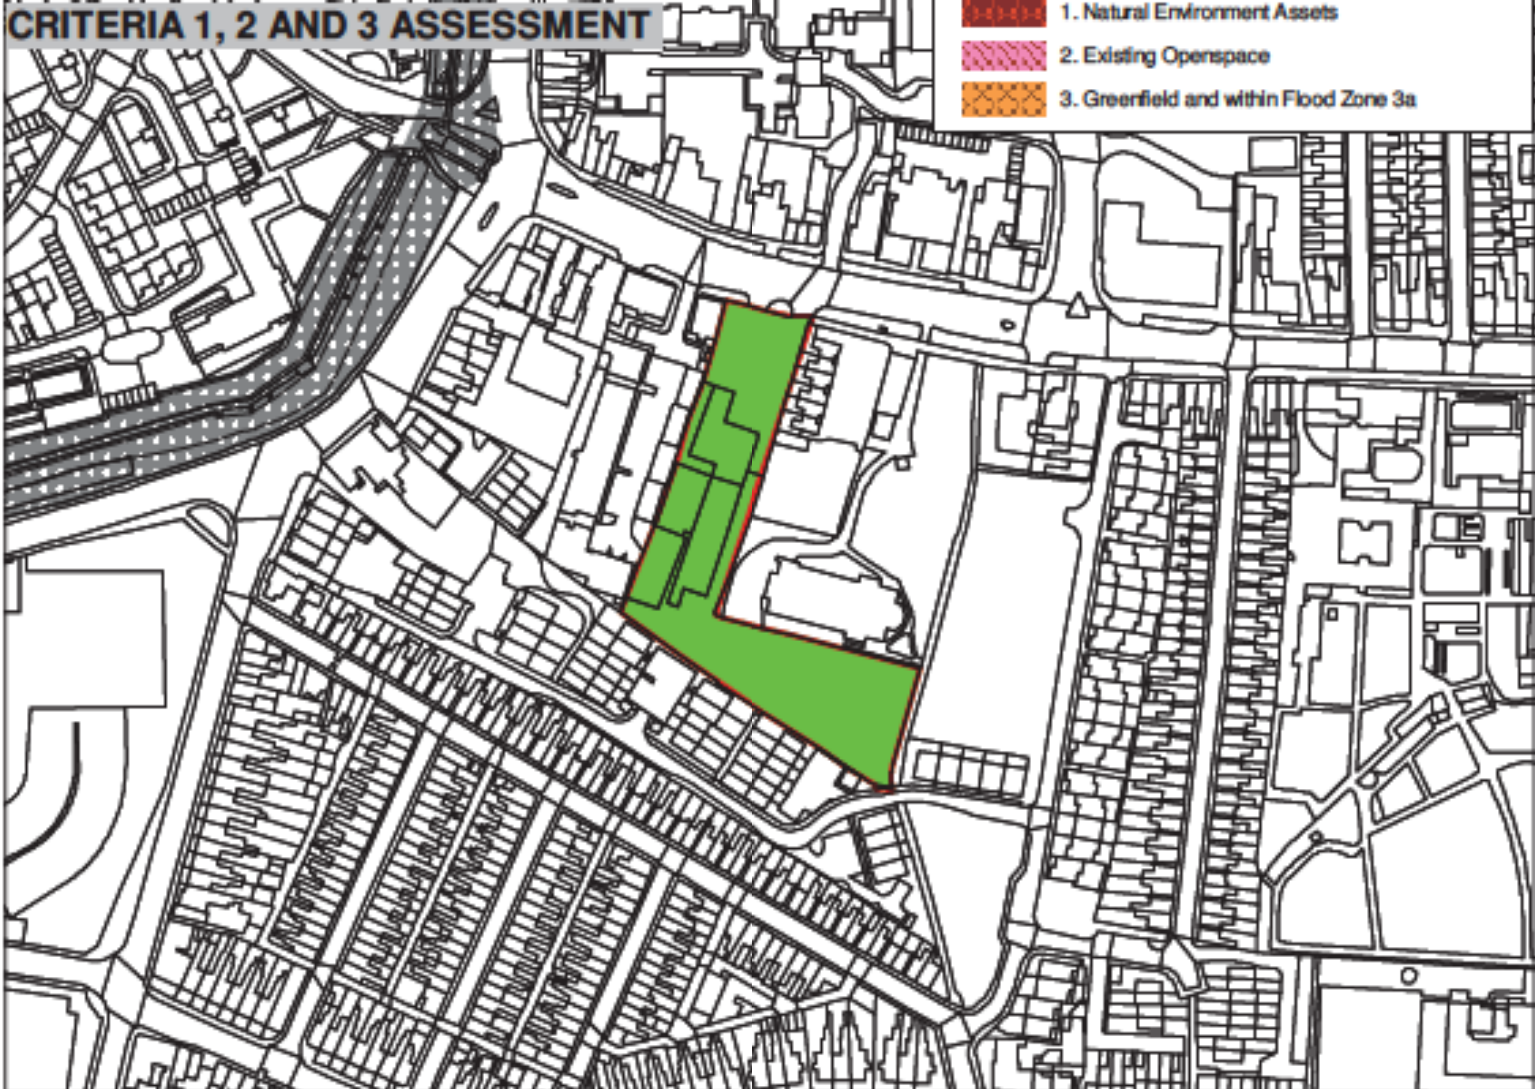 CRITERIA 1, 2 AND 3 ASSESSMENT
1. Natural Environment Assets
2. Existing Openspace
3. Greenfield and within Flood Zone 3a